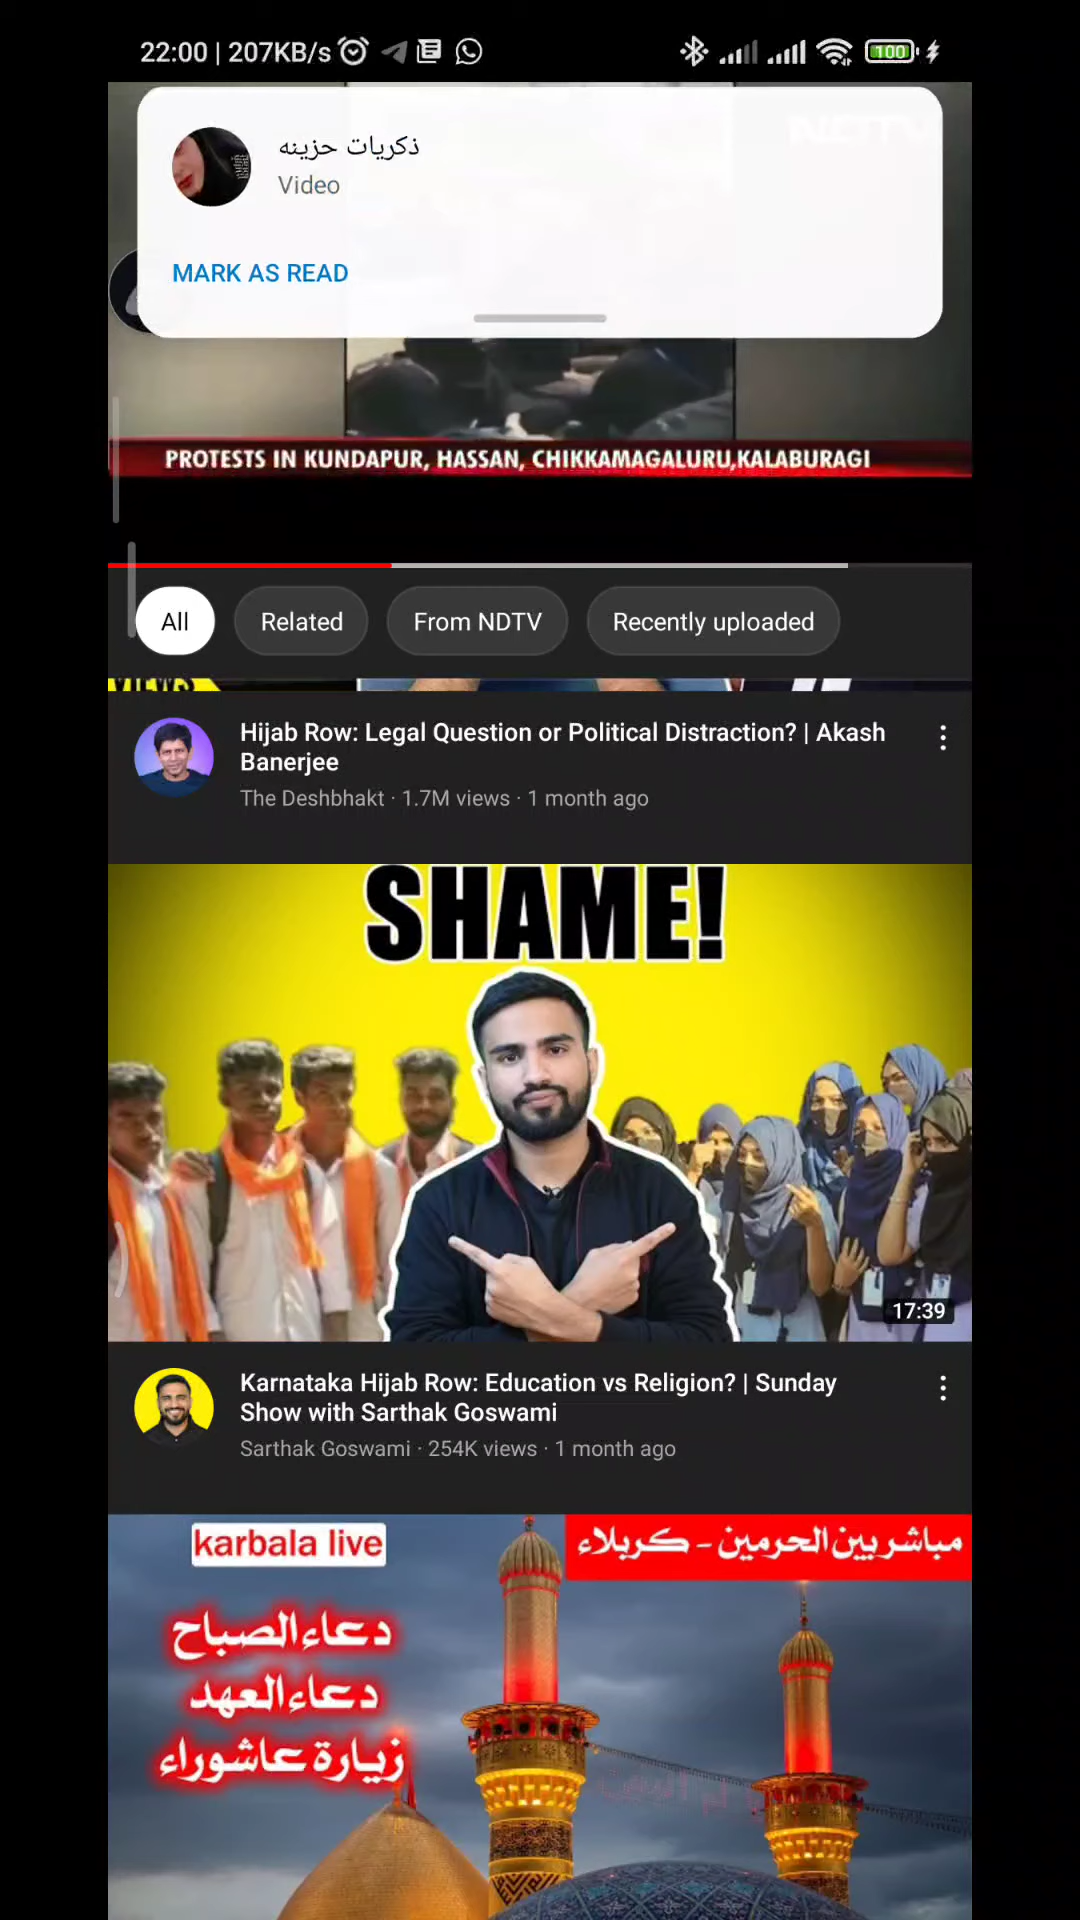 22:00 | 207KB/s
100
NDTV
ذكريات حزينه
Video
MARK AS READ
PROTESTS IN KUNDAPUR, HASSAN, CHIKKAMAGALURU,KALABURAGI
All
Related
From NDTV
Recently uploaded
VIEWS
Hijab Row: Legal Question or Political Distraction? | Akash
Banerjee
The Deshbhakt · 1.7M views · 1 month ago
SHAME!
17:39
Karnataka Hijab Row: Education vs Religion? | Sunday
Show with Sarthak Goswami
Sarthak Goswami · 254K views · 1 month ago
karbala live
مباشر بين الحرمين - كربلاء
دعاء الصباح
دعاء العهد
زيارة عاشوراء